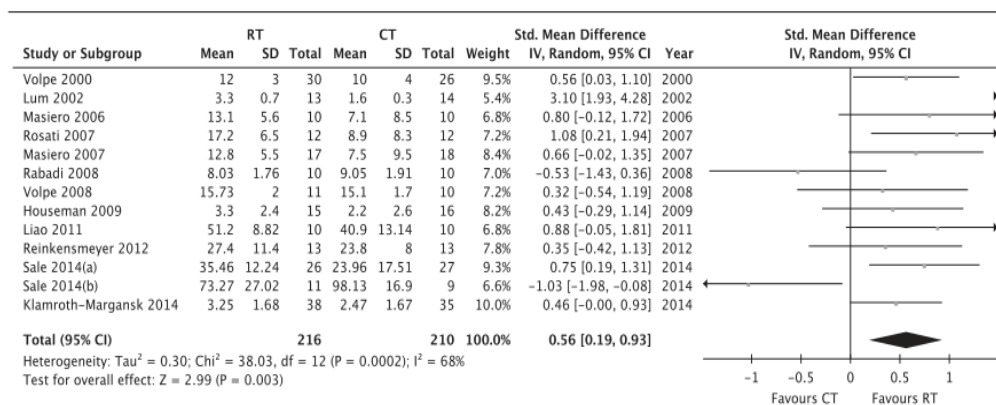 RT CT Std. Mean Difference Std. Mean Difference
Study or Subgroup Mean SD Total Mean SD Total Weight IV, Random, 95% CI Year IV, Random, 95% CI
Volpe 2000 12 3 30 10 4 26 9.5% 0.56 [0.03, 1.10] 2000
Lum 2002 3.3 0.7 13 1.6 0.3 14 5.4% 3.10 [1.93, 4.28] 2002
Masiero 2006 13.1 5.6 10 7.1 8.5 10 6.8% 0.80 [-0.12, 1.72] 2006
Rosati 2007 17.2 6.5 12 8.9 8.3 12 7.2% 1.08 [0.21, 1.94] 2007
Masiero 2007 12.8 5.5 17 7.5 9.5 18 8.4% 0.66 [-0.02, 1.35] 2007
Rabadi 2008 8.03 1.76 10 9.05 1.91 10 7.0% -0.53 [-1.43, 0.36] 2008
Volpe 2008 15.73 2 11 15.1 1.7 10 7.2% 0.32 [-0.54, 1.19] 2008
Houseman 2009 3.3 2.4 15 2.2 2.6 16 8.2% 0.43 [-0.29, 1.14] 2009
Liao 2011 51.2 8.82 10 40.9 13.14 10 6.7% 0.88 [-0.05, 1.81] 2011
Reinkensmeyer 2012 27.4 11.4 13 23.8 8 13 7.8% 0.35 [-0.42, 1.13] 2012
Sale 2014(a) 35.46 12.24 26 23.96 17.51 27 9.3% 0.75 [0.19, 1.31] 2014
Sale 2014(b) 73.27 27.02 11 98.13 16.9 9 6.6% -1.03 [-1.98, -0.08] 2014
Klamroth-Margansk 2014 3.25 1.68 38 2.47 1.67 35 10.0% 0.46 [-0.00, 0.93] 2014
Total (95% CI) 216 210 100.0% 0.56 [0.19, 0.93]
Heterogeneity: Tau² = 0.30; Chi² = 38.03, df = 12 (P = 0.0002); I² = 68%
Test for overall effect: Z = 2.99 (P = 0.003)
-1 -0.5 0 0.5 1
Favours CT Favours RT